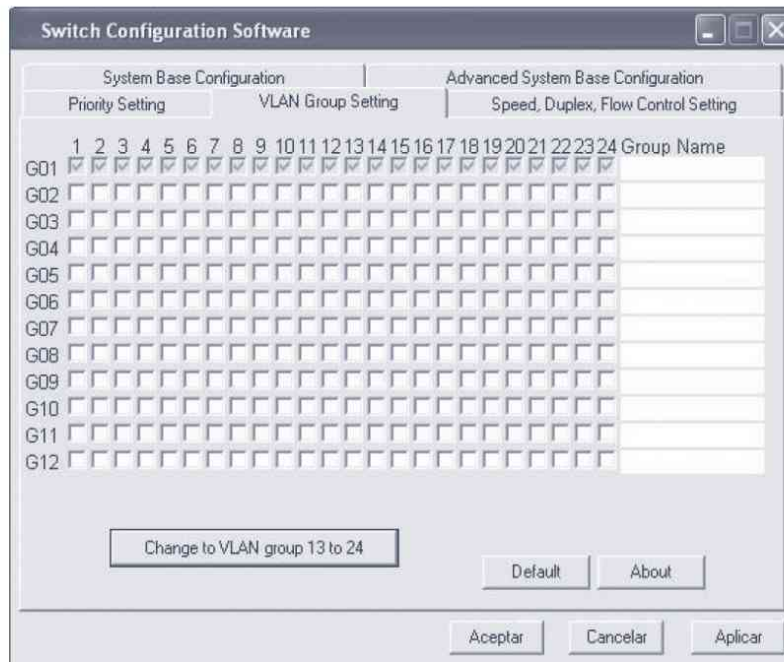 Switch Configuration Software
System Base Configuration Advanced System Base Configuration
Priority Setting VLAN Group Setting Speed, Duplex, Flow Control Setting
1 2 3 4 5 6 7 8 9 10 11 12 13 14 15 16 17 18 19 20 21 22 23 24 Group Name
G01
G02
G03
G04
G05
G06
G07
G08
G09
G10
G11
G12
Change to VLAN group 13 to 24
Default About
Aceptar Cancelar Aplicar